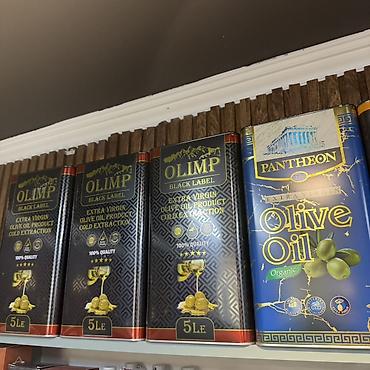 OLIMP
BLACK LABEL
EXTRA VIRGIN
OLIVE OIL PRODUCT
COLD EXTRACTION
100% QUALITY
5LE
OLIMP
BLACK LABEL
EXTRA VIRGIN
OLIVE OIL PRODUCT
COLD EXTRACTION
100% QUALITY
5LE
OLIMP
BLACK LABEL
EXTRA VIRGIN
OLIVE OIL PRODUCT
COLD EXTRACTION
100% QUALITY
5LE
PANTHEON
Olive
Oil
Organic